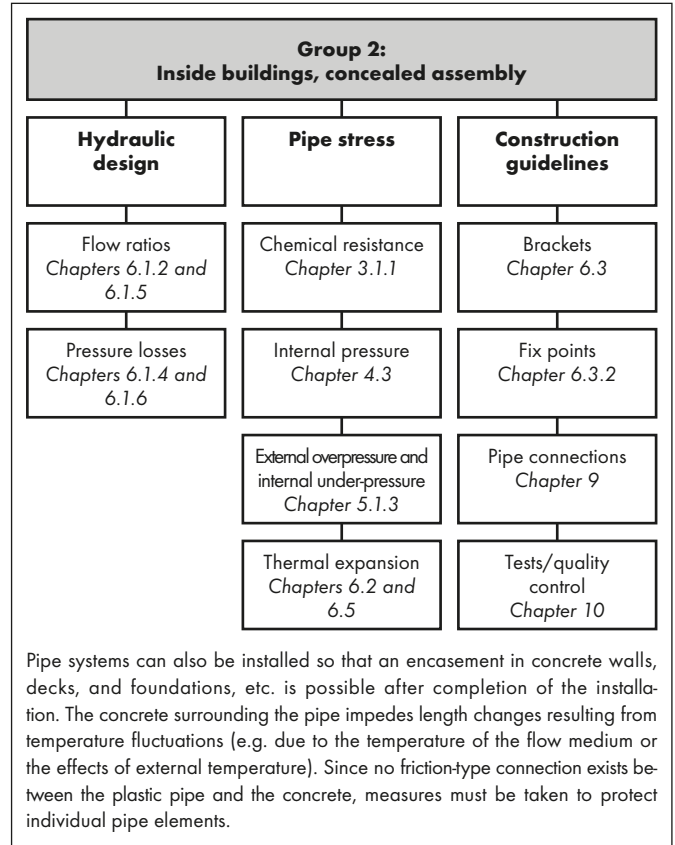 Group 2:
Inside buildings, concealed assembly
Hydraulic
design
Flow ratios
Chapters 6.1.2 and
6.1.5
Pressure losses
Chapters 6.1.4 and
6.1.6
Pipe stress
Chemical resistance
Chapter 3.1.1
Internal pressure
Chapter 4.3
External overpressure and
internal under-pressure
Chapter 5.1.3
Thermal expansion
Chapters 6.2 and
6.5
Construction
guidelines
Brackets
Chapter 6.3
Fix points
Chapter 6.3.2
Pipe connections
Chapter 9
Tests/quality
control
Chapter 10
Pipe systems can also be installed so that an encasement in concrete walls,
decks, and foundations, etc. is possible after completion of the installa-
tion. The concrete surrounding the pipe impedes length changes resulting from
temperature fluctuations (e.g. due to the temperature of the flow medium or
the effects of external temperature). Since no friction-type connection exists be-
tween the plastic pipe and the concrete, measures must be taken to protect
individual pipe elements.